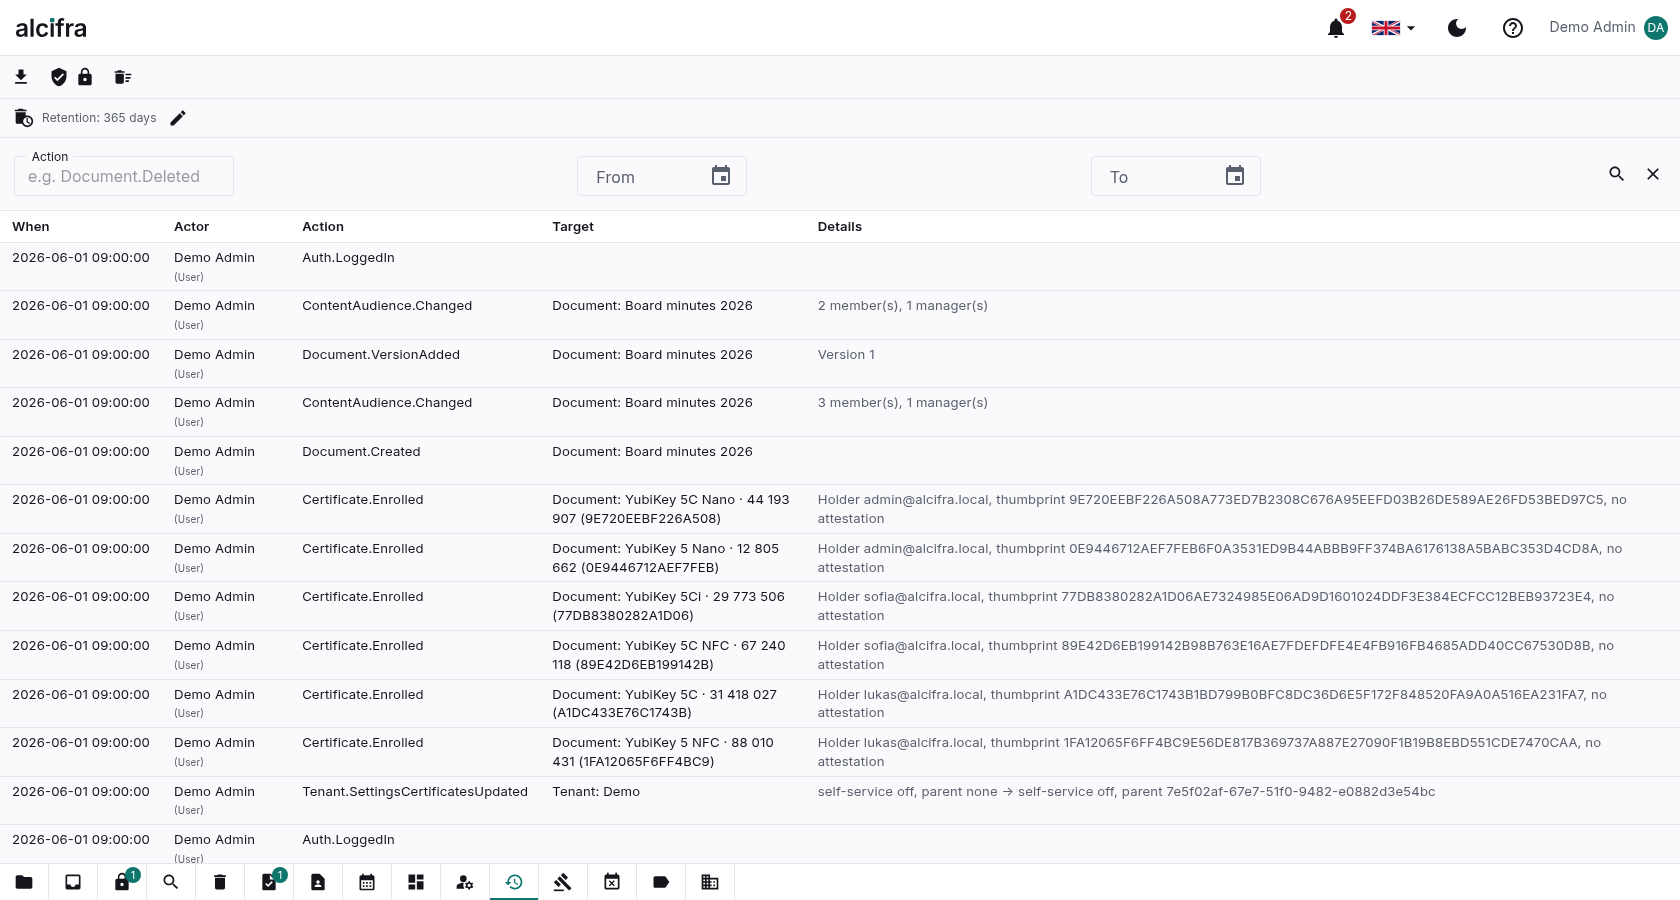 alcifra
2
Demo Admin DA
Retention: 365 days
Action
e.g. Document.Deleted
From
To
When Actor Action Target Details
2026-06-01 09:00:00 Demo Admin Auth.LoggedIn
(User)
2026-06-01 09:00:00 Demo Admin ContentAudience.Changed Document: Board minutes 2026 2 member(s), 1 manager(s)
(User)
2026-06-01 09:00:00 Demo Admin Document.VersionAdded Document: Board minutes 2026 Version 1
(User)
2026-06-01 09:00:00 Demo Admin ContentAudience.Changed Document: Board minutes 2026 3 member(s), 1 manager(s)
(User)
2026-06-01 09:00:00 Demo Admin Document.Created Document: Board minutes 2026
(User)
2026-06-01 09:00:00 Demo Admin Certificate.Enrolled Document: YubiKey 5C Nano · 44 193 Holder admin@alcifra.local, thumbprint 9E720EEBF226A508A773ED7B2308C676A95EEFD03B26DE589AE26FD53BED97C5, no
(User) 907 (9E720EEBF226A508) attestation
2026-06-01 09:00:00 Demo Admin Certificate.Enrolled Document: YubiKey 5 Nano · 12 805 Holder admin@alcifra.local, thumbprint 0E9446712AEF7FEB6F0A3531ED9B44ABBB9FF374BA6176138A5BABC353D4CD8A, no
(User) 662 (0E9446712AEF7FEB) attestation
2026-06-01 09:00:00 Demo Admin Certificate.Enrolled Document: YubiKey 5Ci · 29 773 506 Holder sofia@alcifra.local, thumbprint 77DB8380282A1D06AE7324985E06AD9D1601024DDF3E384ECFCC12BEB93723E4, no
(User) (77DB8380282A1D06) attestation
2026-06-01 09:00:00 Demo Admin Certificate.Enrolled Document: YubiKey 5C NFC · 67 240 Holder sofia@alcifra.local, thumbprint 89E42D6EB199142B98B763E16AE7FDEFDFE4E4FB916FB4685ADD40CC67530D8B, no
(User) 118 (89E42D6EB199142B) attestation
2026-06-01 09:00:00 Demo Admin Certificate.Enrolled Document: YubiKey 5C · 31 418 027 Holder lukas@alcifra.local, thumbprint A1DC433E76C1743B1BD799B0BFC8DC36D6E5F172F848520FA9A0A516EA231FA7, no
(User) (A1DC433E76C1743B) attestation
2026-06-01 09:00:00 Demo Admin Certificate.Enrolled Document: YubiKey 5 NFC · 88 010 Holder lukas@alcifra.local, thumbprint 1FA12065F6FF4BC9E56DE817B369737A887E27090F1B19B8EBD551CDE7470CAA, no
(User) 431 (1FA12065F6FF4BC9) attestation
2026-06-01 09:00:00 Demo Admin Tenant.SettingsCertificatesUpdated Tenant: Demo self-service off, parent none → self-service off, parent 7e5f02af-67e7-51f0-9482-e0882d3e54bc
(User)
2026-06-01 09:00:00 Demo Admin Auth.LoggedIn
(User)
1 1